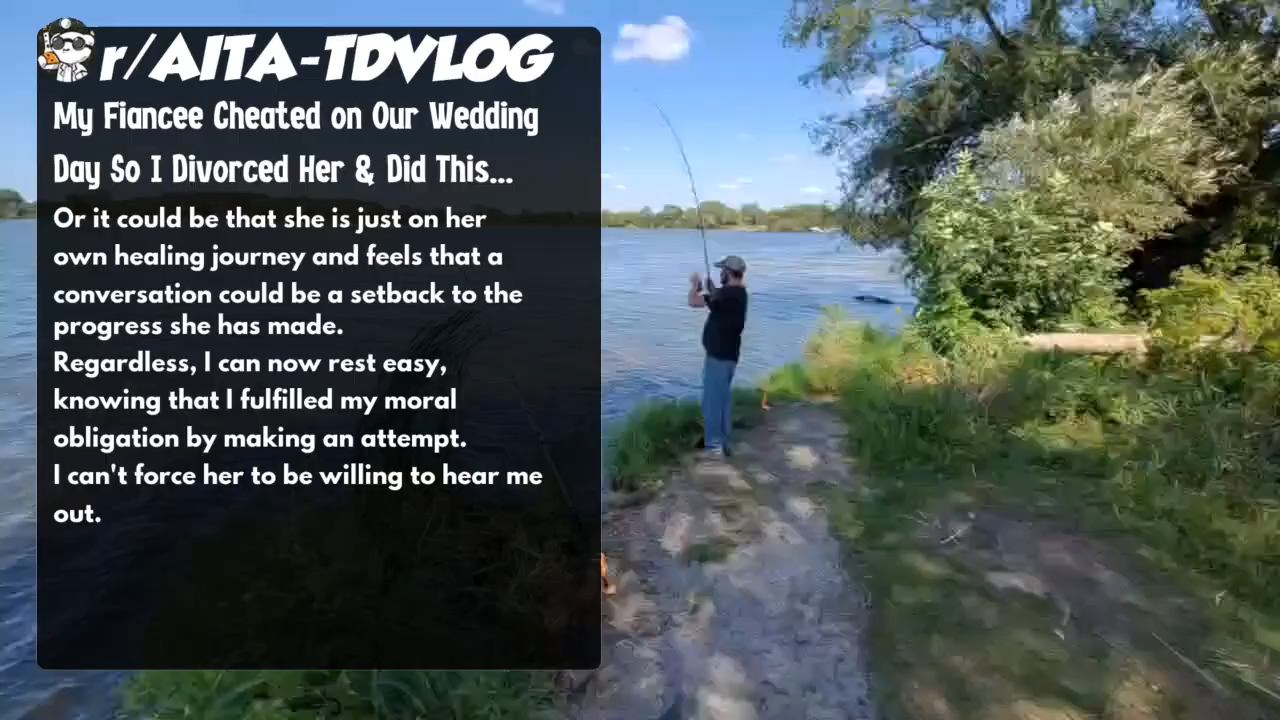 r/AITA-TDVLOG
My Fiancee Cheated on Our Wedding
Day So I Divorced Her & Did This...
Or it could be that she is just on her
own healing journey and feels that a
conversation could be a setback to the
progress she has made.
Regardless, I can now rest easy,
knowing that I fulfilled my moral
obligation by making an attempt.
I can't force her to be willing to hear me
out.